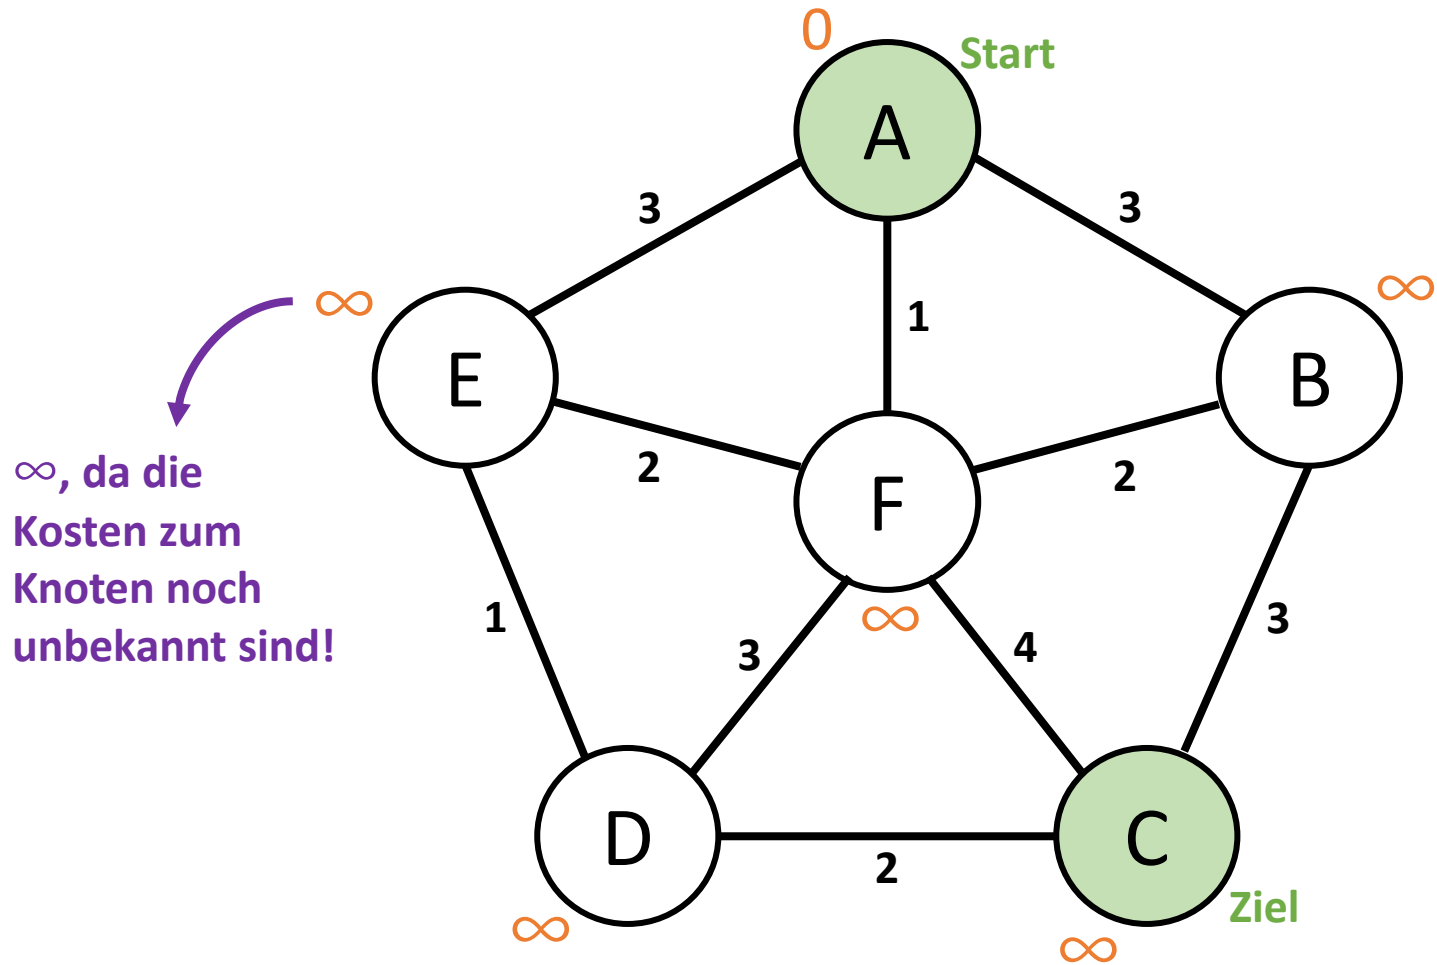 0
Start
A
3
3
∞
∞
1
E
B
∞, da die
Kosten zum
Knoten noch
unbekannt sind!
2
2
F
∞
1
3
4
3
D
C
2
Ziel
∞
∞